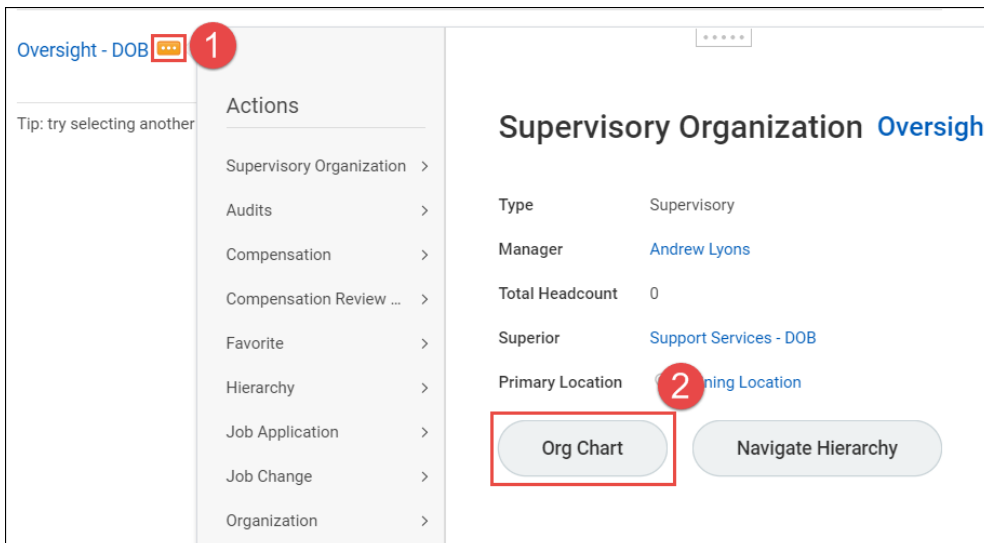 Oversight - DOB
1
Tip: try selecting another
Actions
Supervisory Organization
Audits
Compensation
Compensation Review ...
Favorite
Hierarchy
Job Application
Job Change
Organization
Supervisory Organization Oversigh
Type Supervisory
Manager Andrew Lyons
Total Headcount 0
Superior Support Services - DOB
Primary Location ning Location
2
Org Chart
Navigate Hierarchy